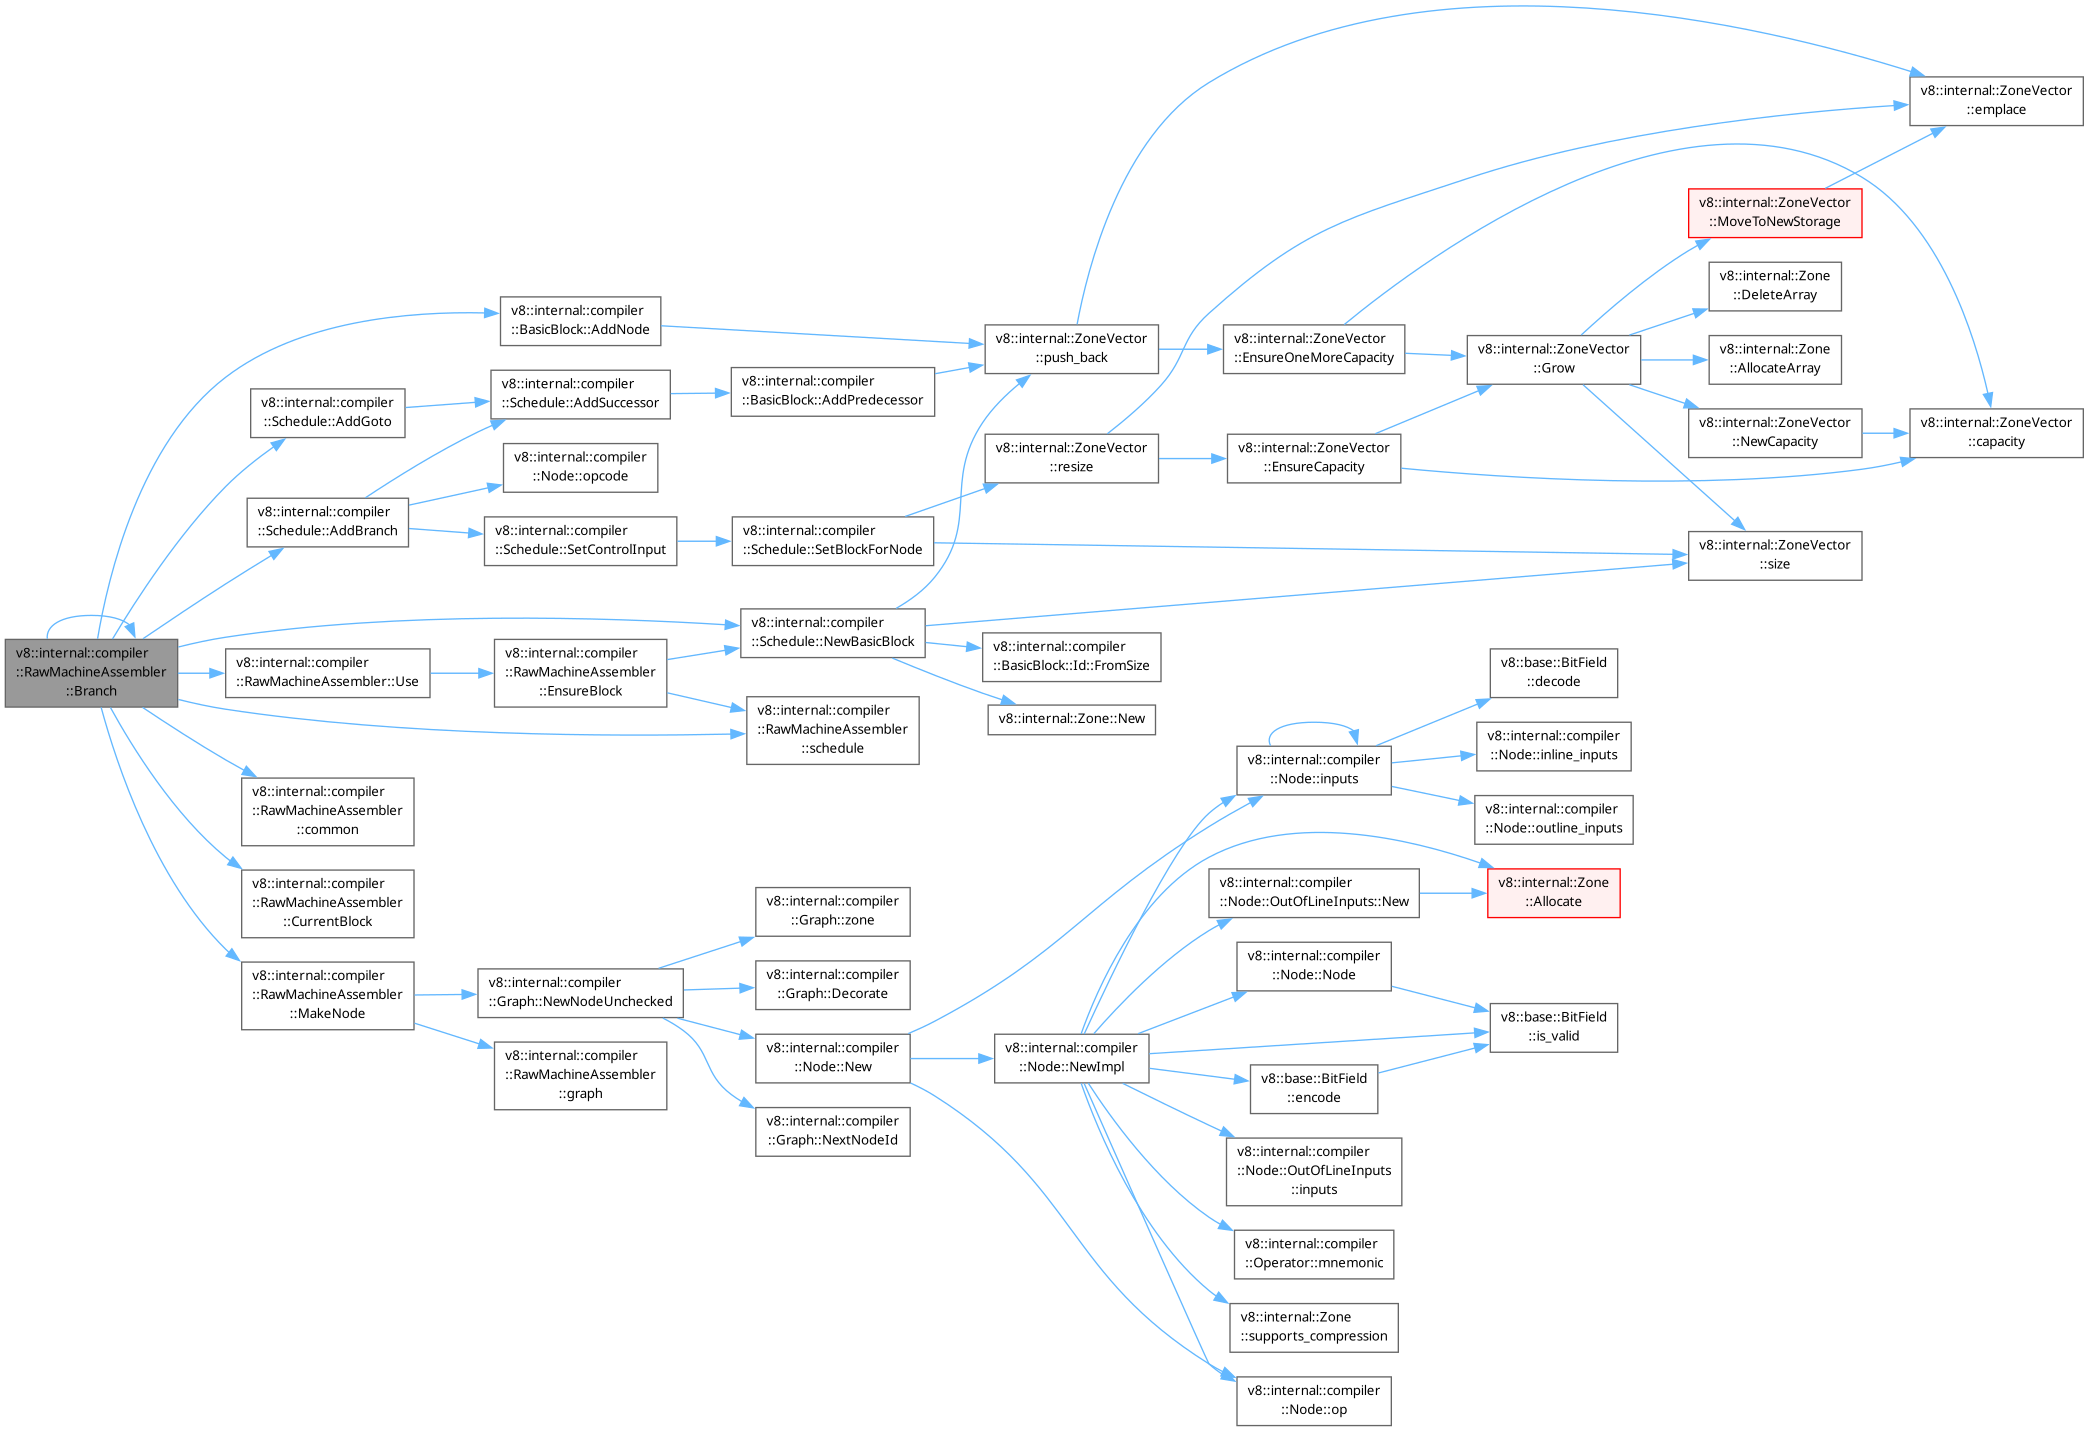 v8::internal::compiler
::RawMachineAssembler
::Branch
v8::internal::compiler
::BasicBlock::AddNode
v8::internal::ZoneVector
::push_back
v8::internal::ZoneVector
::emplace
v8::internal::ZoneVector
::EnsureOneMoreCapacity
v8::internal::ZoneVector
::capacity
v8::internal::ZoneVector
::Grow
v8::internal::ZoneVector
::MoveToNewStorage
v8::internal::Zone
::DeleteArray
v8::internal::Zone
::AllocateArray
v8::internal::ZoneVector
::NewCapacity
v8::internal::ZoneVector
::size
v8::internal::compiler
::Schedule::AddGoto
v8::internal::compiler
::Schedule::AddSuccessor
v8::internal::compiler
::BasicBlock::AddPredecessor
v8::internal::compiler
::Schedule::AddBranch
v8::internal::compiler
::Node::opcode
v8::internal::compiler
::Schedule::SetControlInput
v8::internal::compiler
::Schedule::SetBlockForNode
v8::internal::ZoneVector
::resize
v8::internal::ZoneVector
::EnsureCapacity
v8::internal::compiler
::Schedule::NewBasicBlock
v8::internal::compiler
::BasicBlock::Id::FromSize
v8::internal::Zone::New
v8::internal::compiler
::RawMachineAssembler::Use
v8::internal::compiler
::RawMachineAssembler
::EnsureBlock
v8::internal::compiler
::RawMachineAssembler
::schedule
v8::internal::compiler
::RawMachineAssembler
::common
v8::internal::compiler
::RawMachineAssembler
::CurrentBlock
v8::internal::compiler
::RawMachineAssembler
::MakeNode
v8::internal::compiler
::Graph::NewNodeUnchecked
v8::internal::compiler
::RawMachineAssembler
::graph
v8::internal::compiler
::Graph::zone
v8::internal::compiler
::Graph::Decorate
v8::internal::compiler
::Node::New
v8::internal::compiler
::Graph::NextNodeId
v8::internal::compiler
::Node::NewImpl
v8::internal::compiler
::Node::inputs
v8::base::BitField
::decode
v8::internal::compiler
::Node::inline_inputs
v8::internal::compiler
::Node::outline_inputs
v8::internal::compiler
::Node::OutOfLineInputs::New
v8::internal::Zone
::Allocate
v8::internal::compiler
::Node::Node
v8::base::BitField
::is_valid
v8::base::BitField
::encode
v8::internal::compiler
::Node::OutOfLineInputs
::inputs
v8::internal::compiler
::Operator::mnemonic
v8::internal::Zone
::supports_compression
v8::internal::compiler
::Node::op